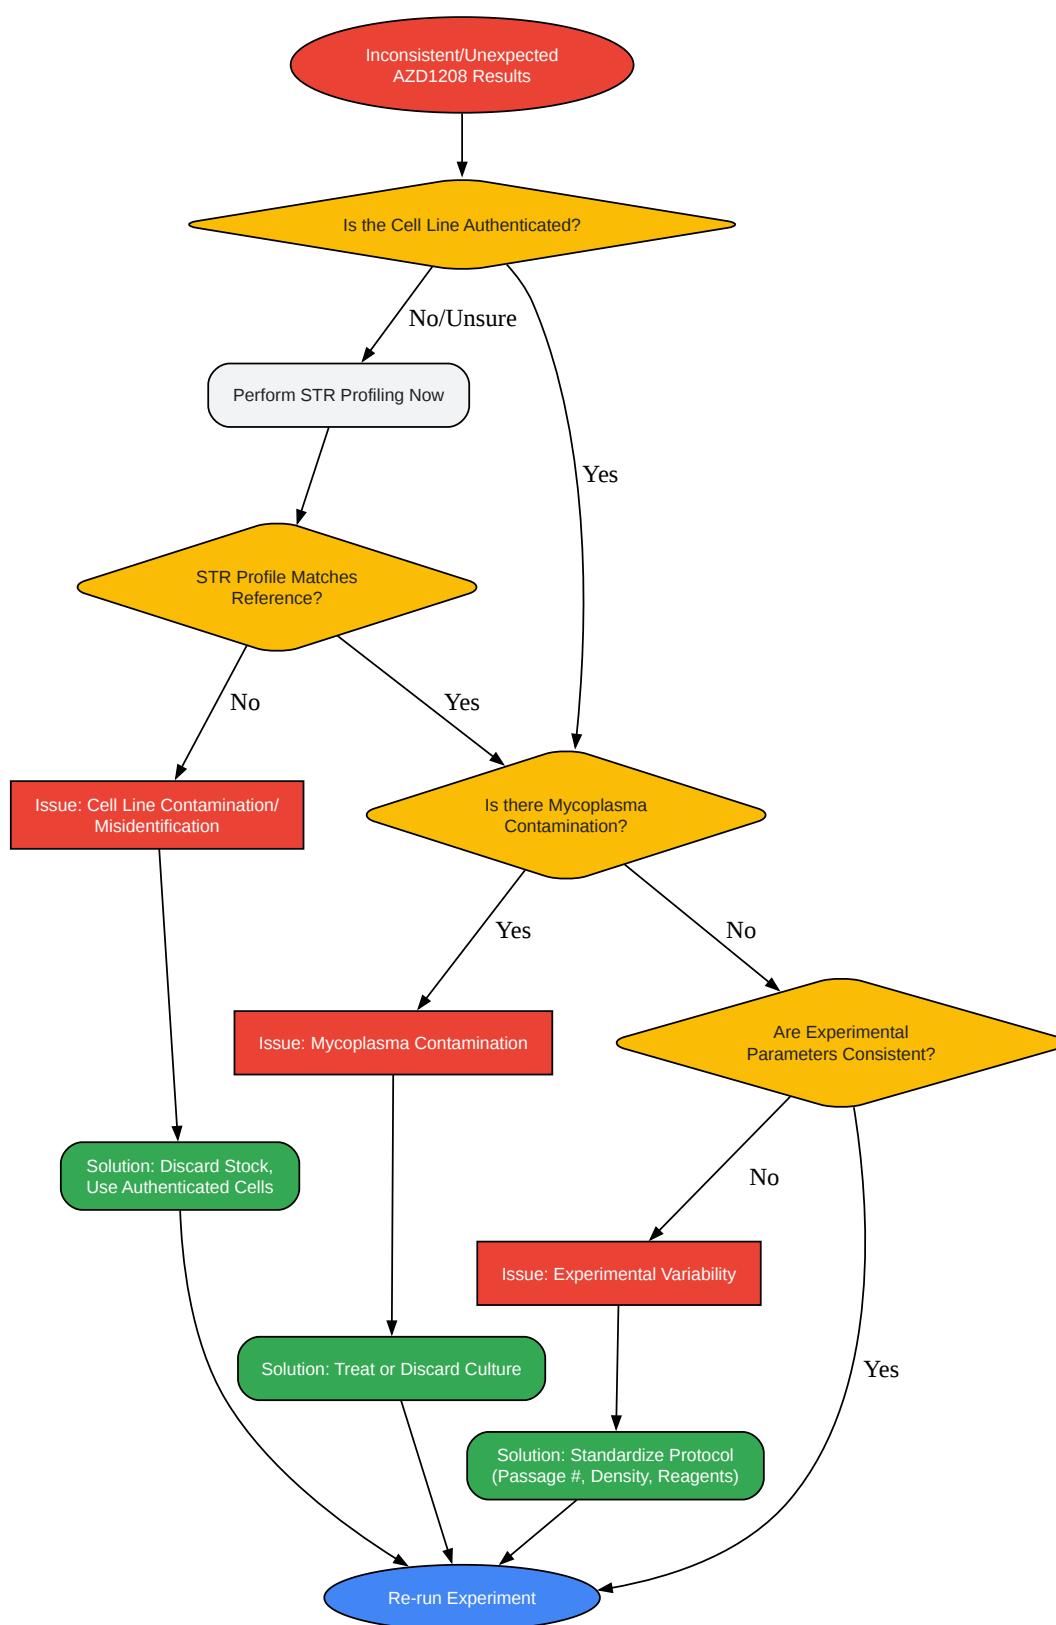 Inconsistent/Unexpected
AZD1208 Results
Is the Cell Line Authenticated?
No/Unsure
Perform STR Profiling Now
Yes
STR Profile Matches
Reference?
No
Yes
Issue: Cell Line Contamination/
Misidentification
Is there Mycoplasma
Contamination?
Yes
No
Issue: Mycoplasma Contamination
Are Experimental
Parameters Consistent?
Solution: Discard Stock,
Use Authenticated Cells
No
Issue: Experimental Variability
Solution: Treat or Discard Culture
Yes
Solution: Standardize Protocol
(Passage #, Density, Reagents)
Re-run Experiment